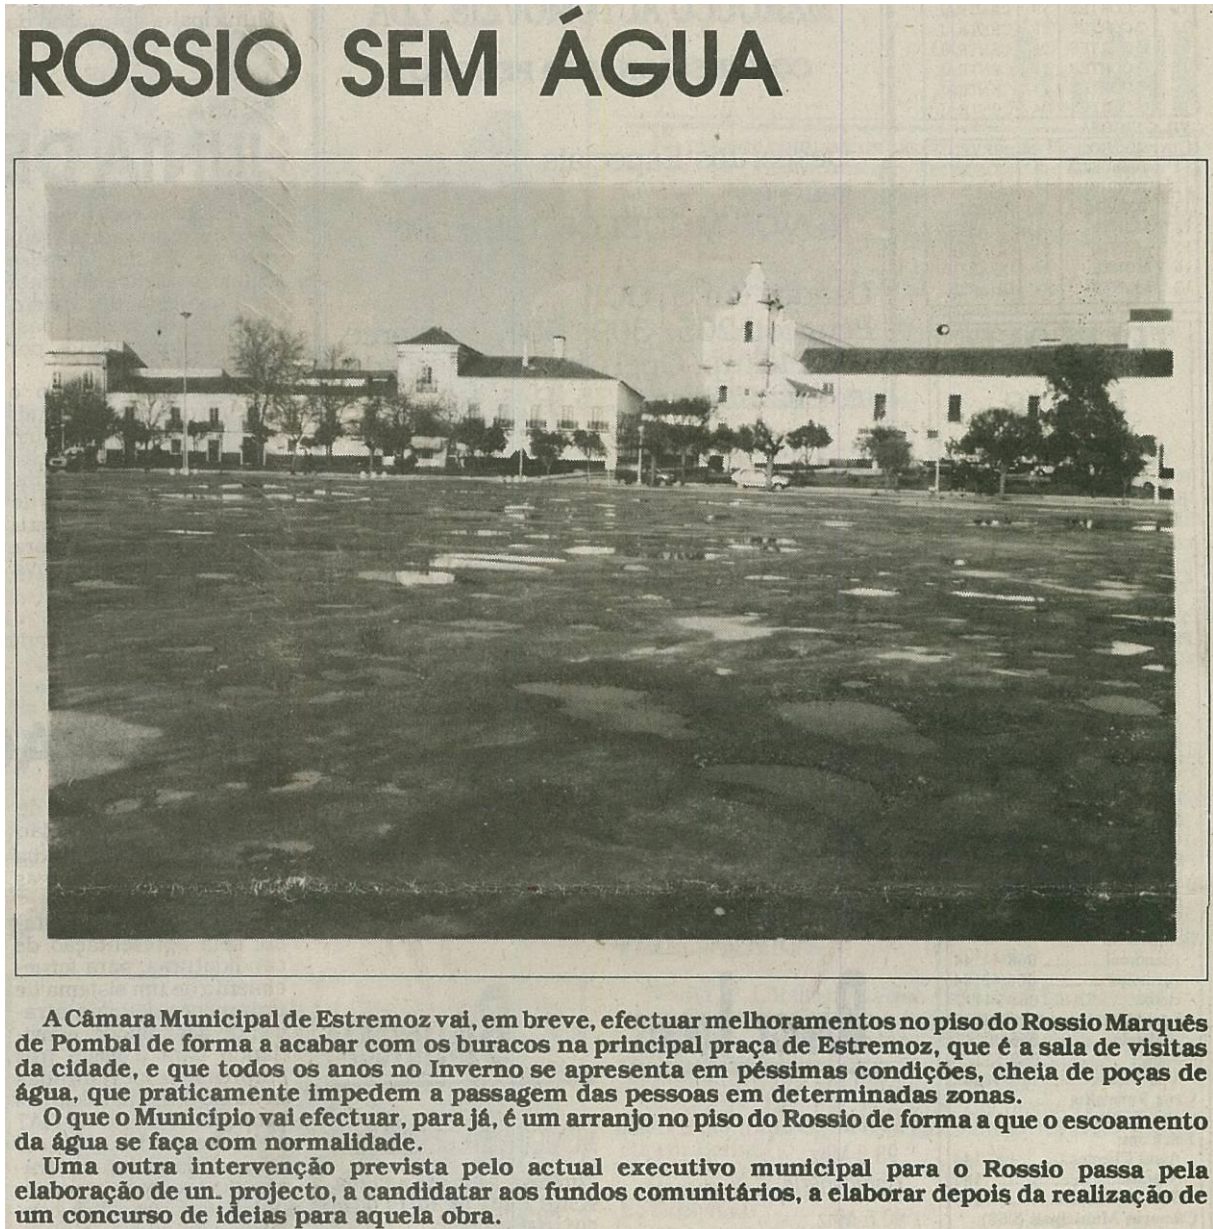 ROSSIO SEM ÁGUA
A Câmara Municipal de Estremoz vai, em breve, efectuar melhoramentos no piso do Rossio Marquês
de Pombal de forma a acabar com os buracos na principal praça de Estremoz, que é a sala de visitas
da cidade, e que todos os anos no Inverno se apresenta em péssimas condições, cheia de poças de
água, que praticamente impedem a passagem das pessoas em determinadas zonas.
O que o Município vai efectuar, para já, é um arranjo no piso do Rossio de forma a que o escoamento
da água se faça com normalidade.
Uma outra intervenção prevista pelo actual executivo municipal para o Rossio passa pela
elaboração de un. projecto, a candidatar aos fundos comunitários, a elaborar depois da realização de
um concurso de ideias para aquela obra.